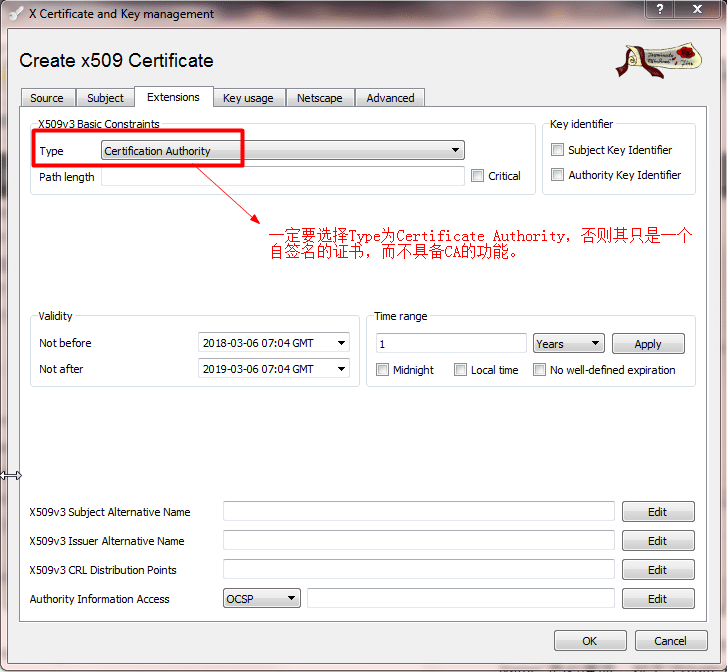 X Certificate and Key management
?
Create x509 Certificate
Source Subject Extensions Key usage Netscape Advanced
X509v3 Basic Constraints
Type Certification Authority
Path length Critical
Key identifier
Subject Key Identifier
Authority Key Identifier
一定要选择Type为Certificate Authority，否则其只是一个
自签名的证书，而不具备CA的功能。
Validity
Not before 2018-03-06 07:04 GMT
Not after 2019-03-06 07:04 GMT
Time range
1 Years Apply
Midnight Local time No well-defined expiration
X509v3 Subject Alternative Name Edit
X509v3 Issuer Alternative Name Edit
X509v3 CRL Distribution Points Edit
Authority Information Access OCSP Edit
OK Cancel